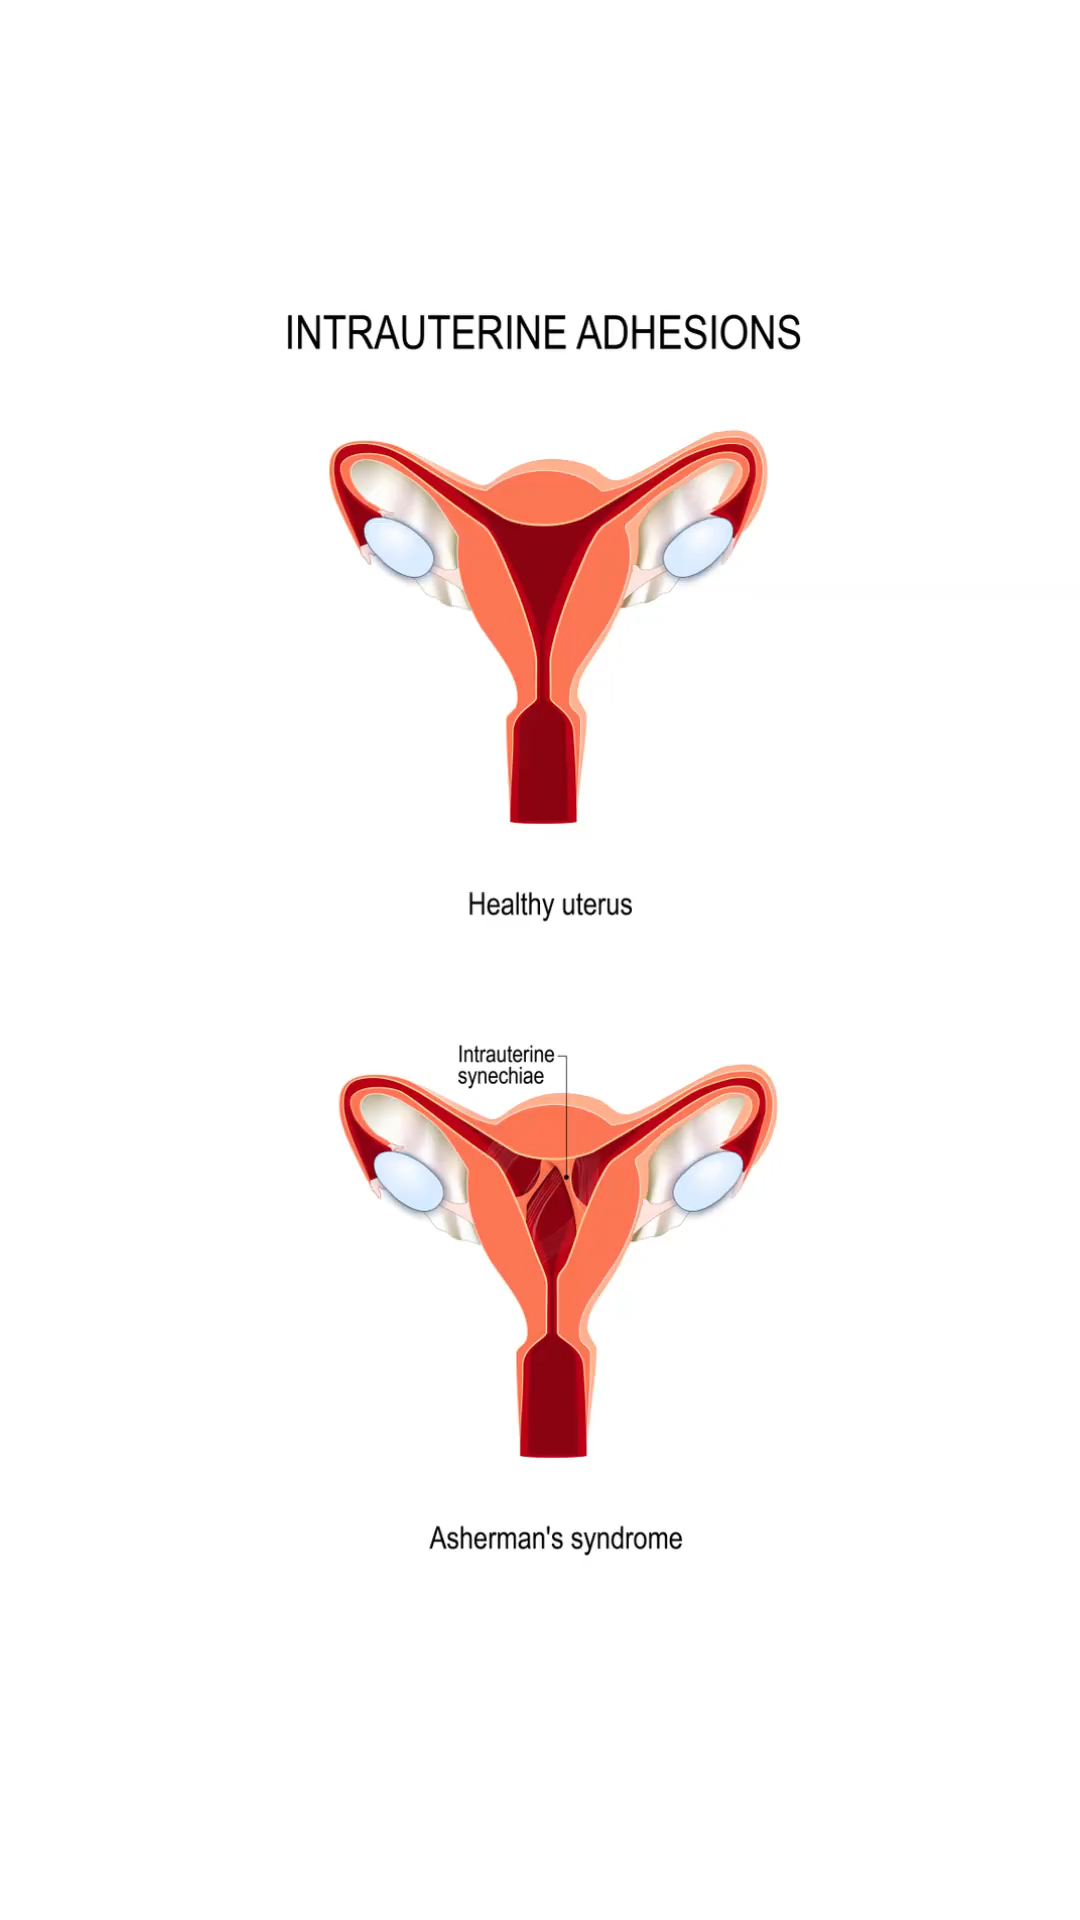 INTRAUTERINE ADHESIONS
Healthy uterus
Intrauterine
synechiae
Asherman's syndrome